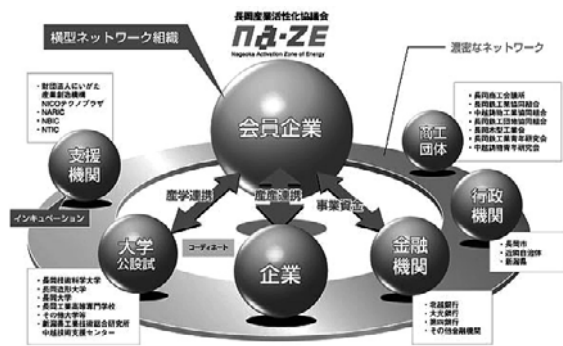 長岡産業活性化協議会
na-ZE
Nagaoka Activation Zone of Energy
横型ネットワーク組織
濃密なネットワーク
・財団法人にいがた
産業創造機構
NICOテクノプラザ
・NARIC
・NBIC
・NTIC
会員企業
・長岡商工会議所
・長岡鉄工業協同組合
・中越鋳物工業協同組合
・長岡工団地協同組合
・長岡木型工業会
・長岡鉄工業青年研究会
・中越鋳物青年研究会
商工
団体
支援
機関
産学連携
産産連携
事業資金
行政
機関
インキュベーション
大学
公設試
コーディネート
企業
金融
機関
・長岡市
・近隣自治体
・新潟県
・長岡技術科学大学
・長岡造形大学
・長岡大学
・長岡工業高等専門学校
・その他大学等
・新潟県工業技術総合研究所
中越技術支援センター
・北越銀行
・大光銀行
・第四銀行
・その他金融機関